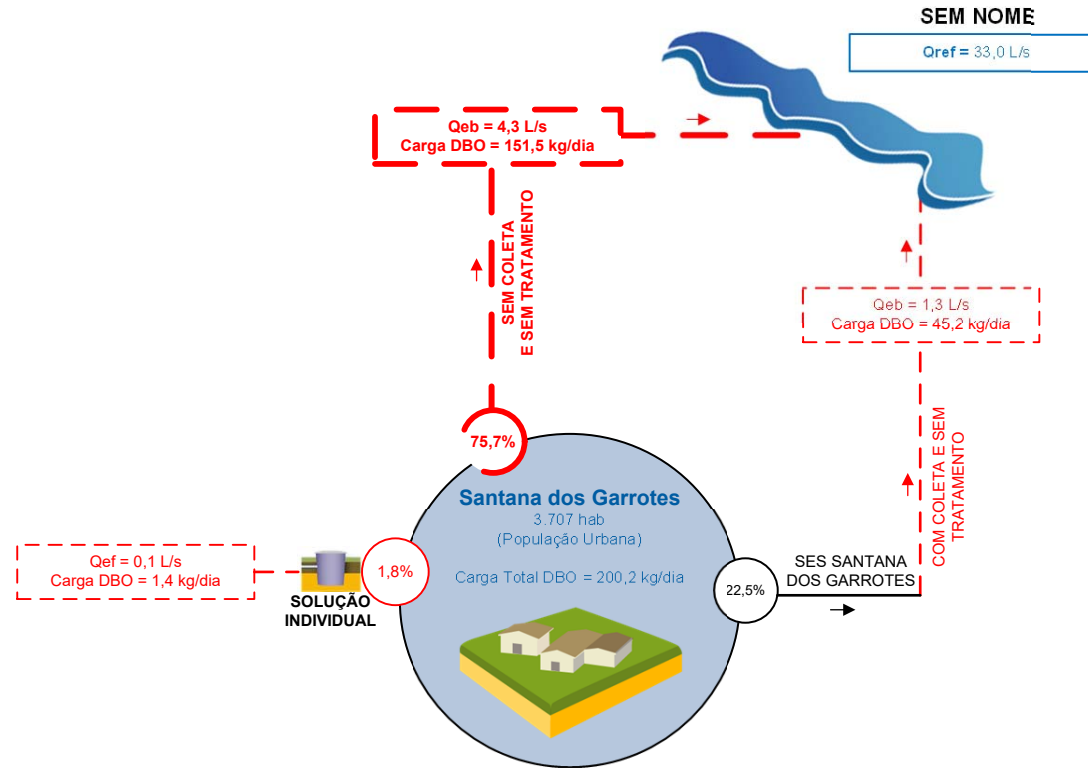 SEM NOME
Qref = 33,0 L/s
Qeb = 4,3 L/s
Carga DBO = 151,5 kg/dia
SEM COLETA
E SEM TRATAMENTO
Qeb = 1,3 L/s
Carga DBO = 45,2 kg/dia
COM COLETA E SEM
TRATAMENTO
75,7%
Santana dos Garrotes
3.707 hab
(População Urbana)
Carga Total DBO = 200,2 kg/dia
Qef = 0,1 L/s
Carga DBO = 1,4 kg/dia
1,8%
SOLUÇÃO
INDIVIDUAL
22,5%
SES SANTANA
DOS GARROTES